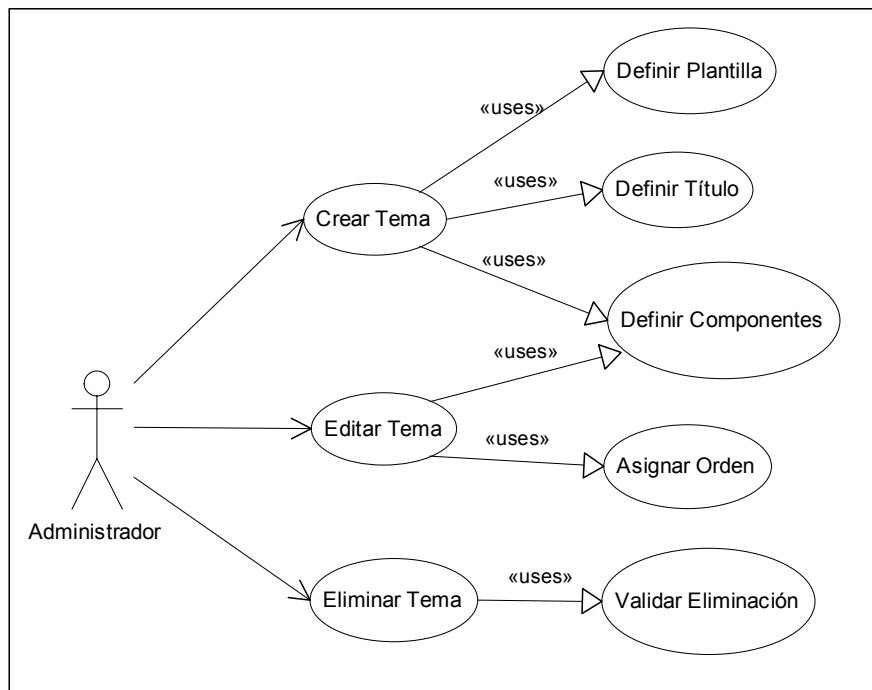 Definir Plantilla
«uses»
«uses»
Definir Título
Crear Tema
«uses»
Definir Componentes
«uses»
Editar Tema
«uses»
Asignar Orden
Administrador
«uses»
Eliminar Tema
Validar Eliminación